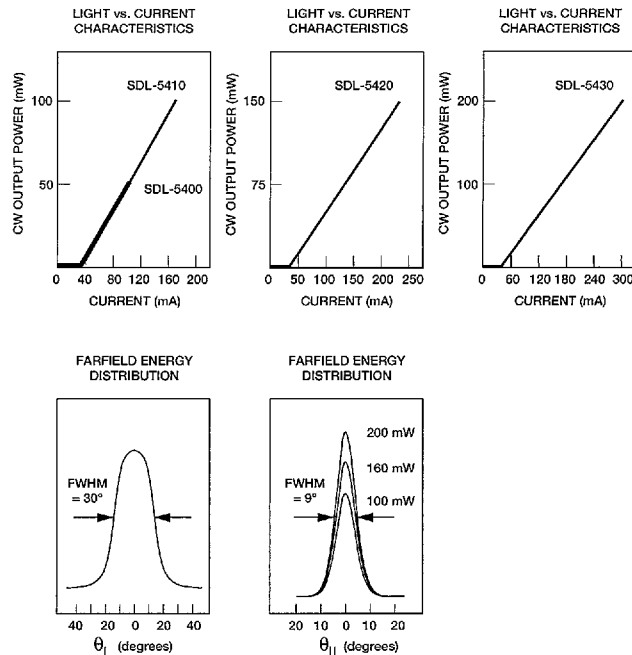 LIGHT vs. CURRENT
CHARACTERISTICS
CW OUTPUT POWER (mW)
100
50
SDL-5410
SDL-5400
0 40 80 120 160 200
CURRENT (mA)
LIGHT vs. CURRENT
CHARACTERISTICS
CW OUTPUT POWER (mW)
150
75
SDL-5420
0 50 100 150 200 250
CURRENT (mA)
LIGHT vs. CURRENT
CHARACTERISTICS
CW OUTPUT POWER (mW)
200
100
SDL-5430
0 60 120 180 240 300
CURRENT (mA)
FARFIELD ENERGY
DISTRIBUTION
FWHM
= 30°
40 20 0 20 40
θ⊥ (degrees)
FARFIELD ENERGY
DISTRIBUTION
200 mW
160 mW
100 mW
FWHM
= 9°
20 10 0 10 20
θ|| (degrees)